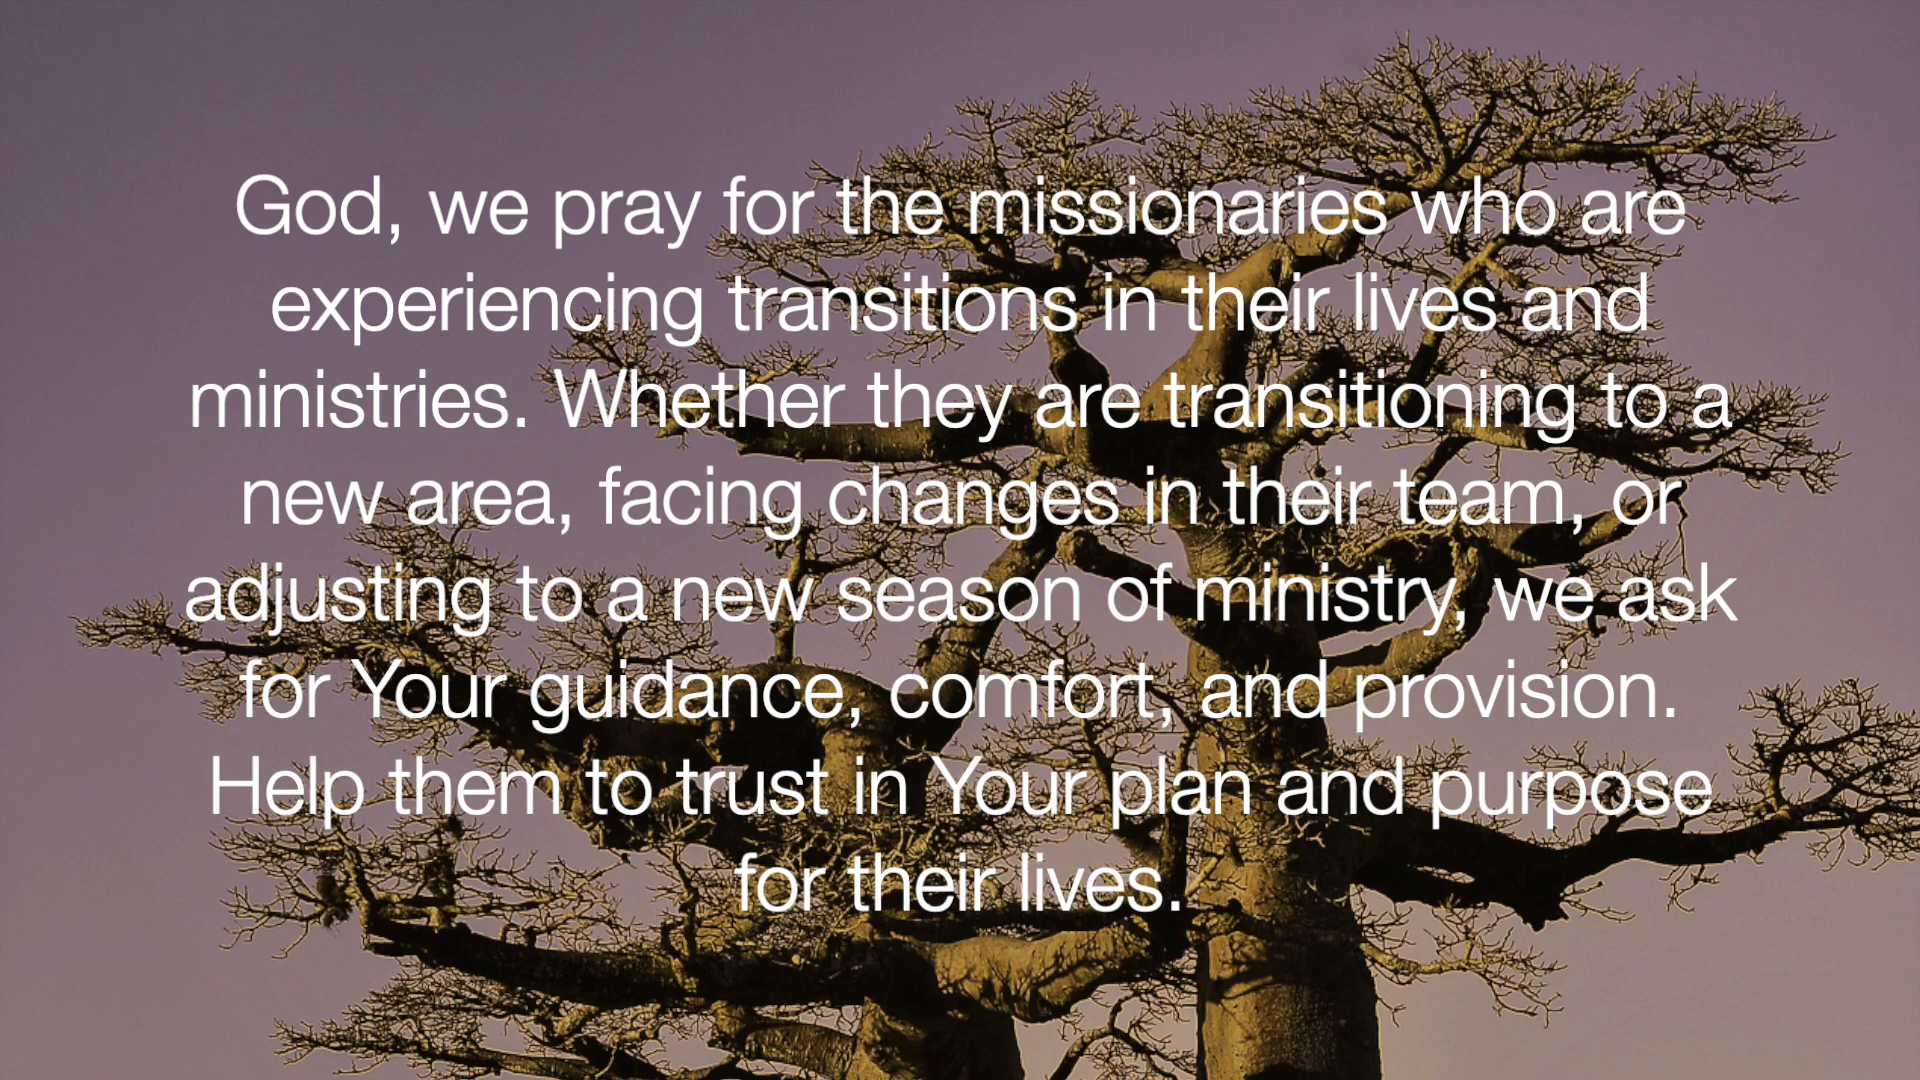 God, we pray for the missionaries who are
experiencing transitions in their lives and
ministries. Whether they are transitioning to a
new area, facing changes in their team, or
adjusting to a new season of ministry, we ask
for Your guidance, comfort, and provision.
Help them to trust in Your plan and purpose
for their lives.